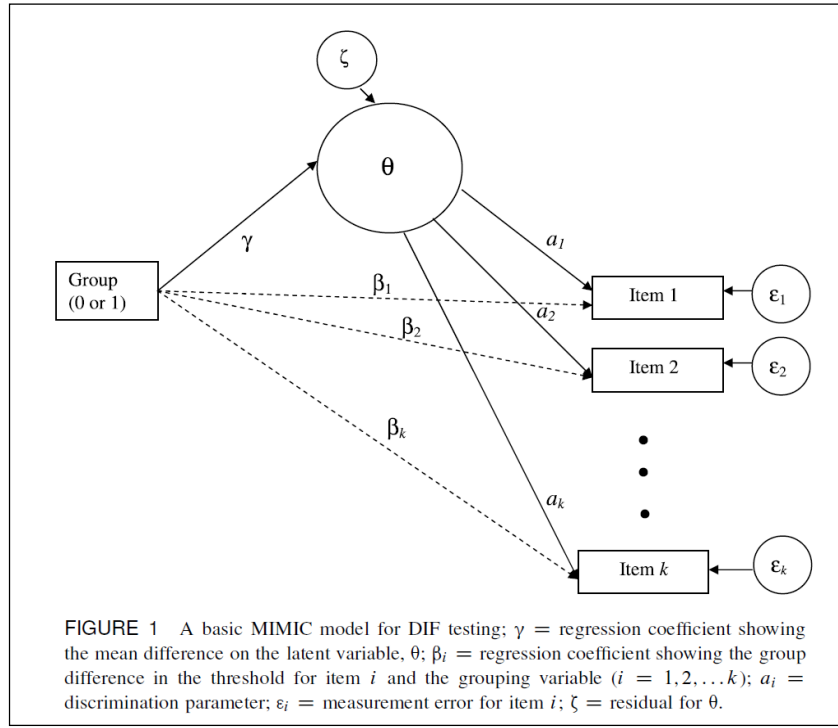 ζ
θ
γ
a1
Group
(0 or 1)
β1
Item 1
ε1
a2
β2
Item 2
ε2
βk
ak
Item k
εk
FIGURE 1 A basic MIMIC model for DIF testing; γ = regression coefficient showing
the mean difference on the latent variable, θ; βi = regression coefficient showing the group
difference in the threshold for item i and the grouping variable (i = 1, 2, . . . k); ai =
discrimination parameter; εi = measurement error for item i; ζ = residual for θ.